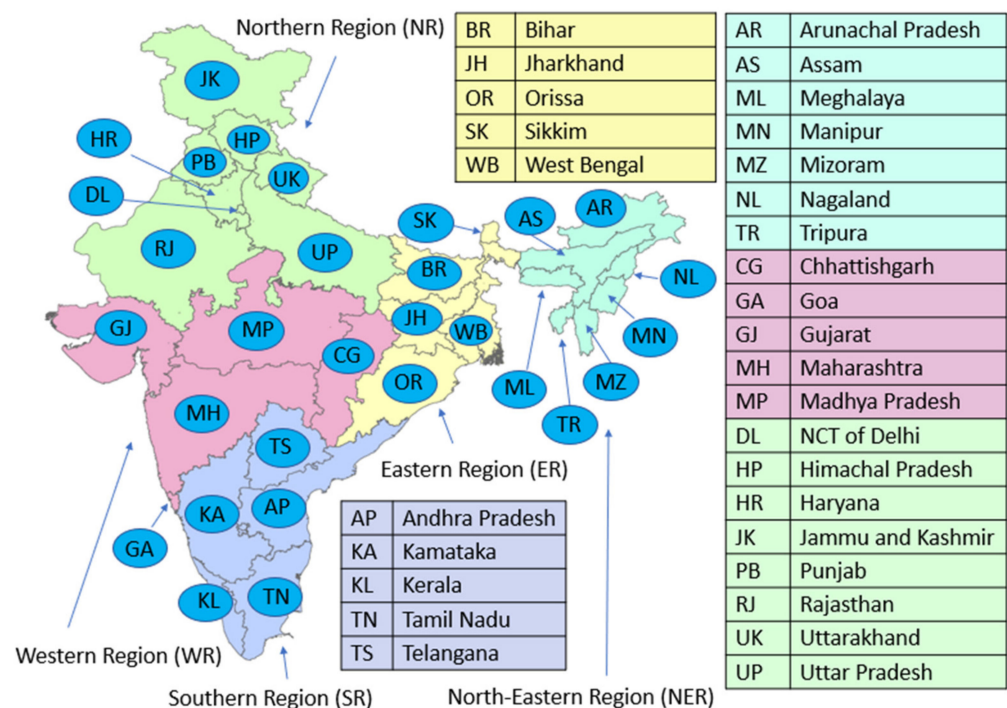 Northern Region (NR)
JK
HR
HP
PB
UK
DL
RJ
UP
SK
AS
AR
BR
NL
GJ
MP
JH
WB
CG
MN
OR
ML
MZ
MH
TR
TS
Eastern Region (ER)
KA
AP
GA
KL
TN
Western Region (WR)
Southern Region (SR)
North-Eastern Region (NER)
BR Bihar
JH Jharkhand
OR Orissa
SK Sikkim
WB West Bengal
AP Andhra Pradesh
KA Kamataka
KL Kerala
TN Tamil Nadu
TS Telangana
AR Arunachal Pradesh
AS Assam
ML Meghalaya
MN Manipur
MZ Mizoram
NL Nagaland
TR Tripura
CG Chhattishgarh
GA Goa
GJ Gujarat
MH Maharashtra
MP Madhya Pradesh
DL NCT of Delhi
HP Himachal Pradesh
HR Haryana
JK Jammu and Kashmir
PB Punjab
RJ Rajasthan
UK Uttarakhand
UP Uttar Pradesh